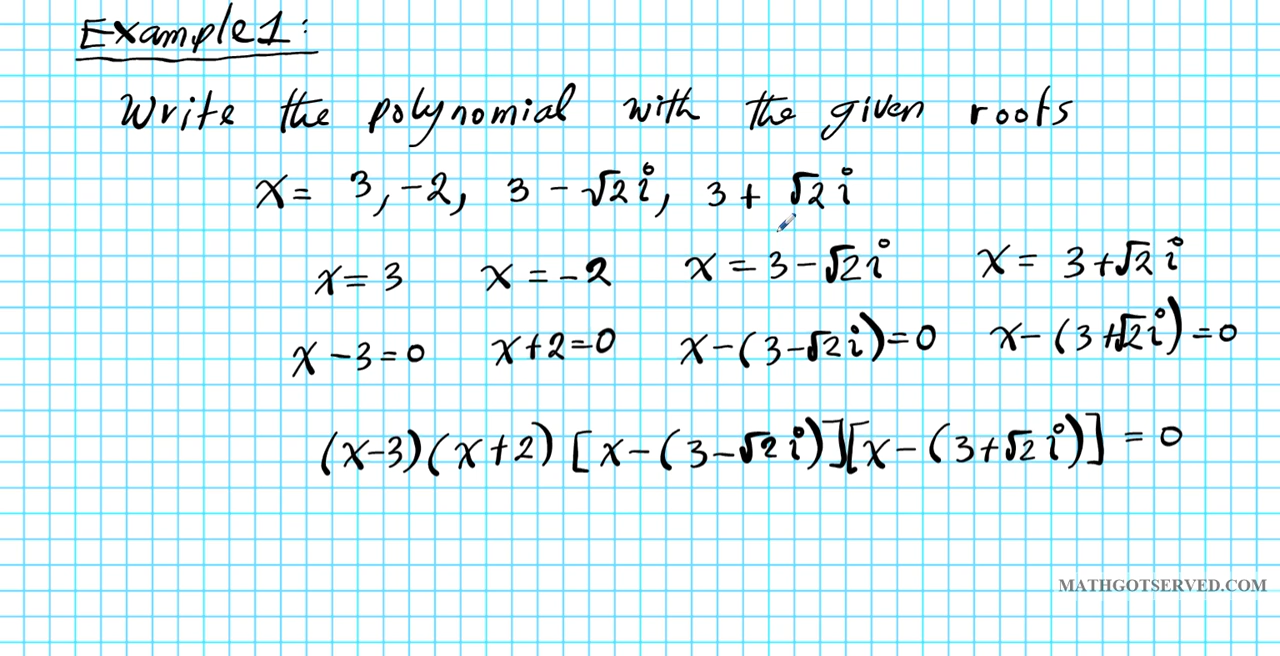 Example 1:
Write the polynomial with the given roots
x = 3, -2, 3 - √2 i, 3 + √2 i
x = 3 x = -2 x = 3 - √2 i x = 3 + √2 i
x - 3 = 0 x + 2 = 0 x - (3 - √2 i) = 0 x - (3 + √2 i) = 0
(x-3)(x+2)[x-(3-√2 i)][x-(3+√2 i)] = 0
MATHGOTSERVED.COM